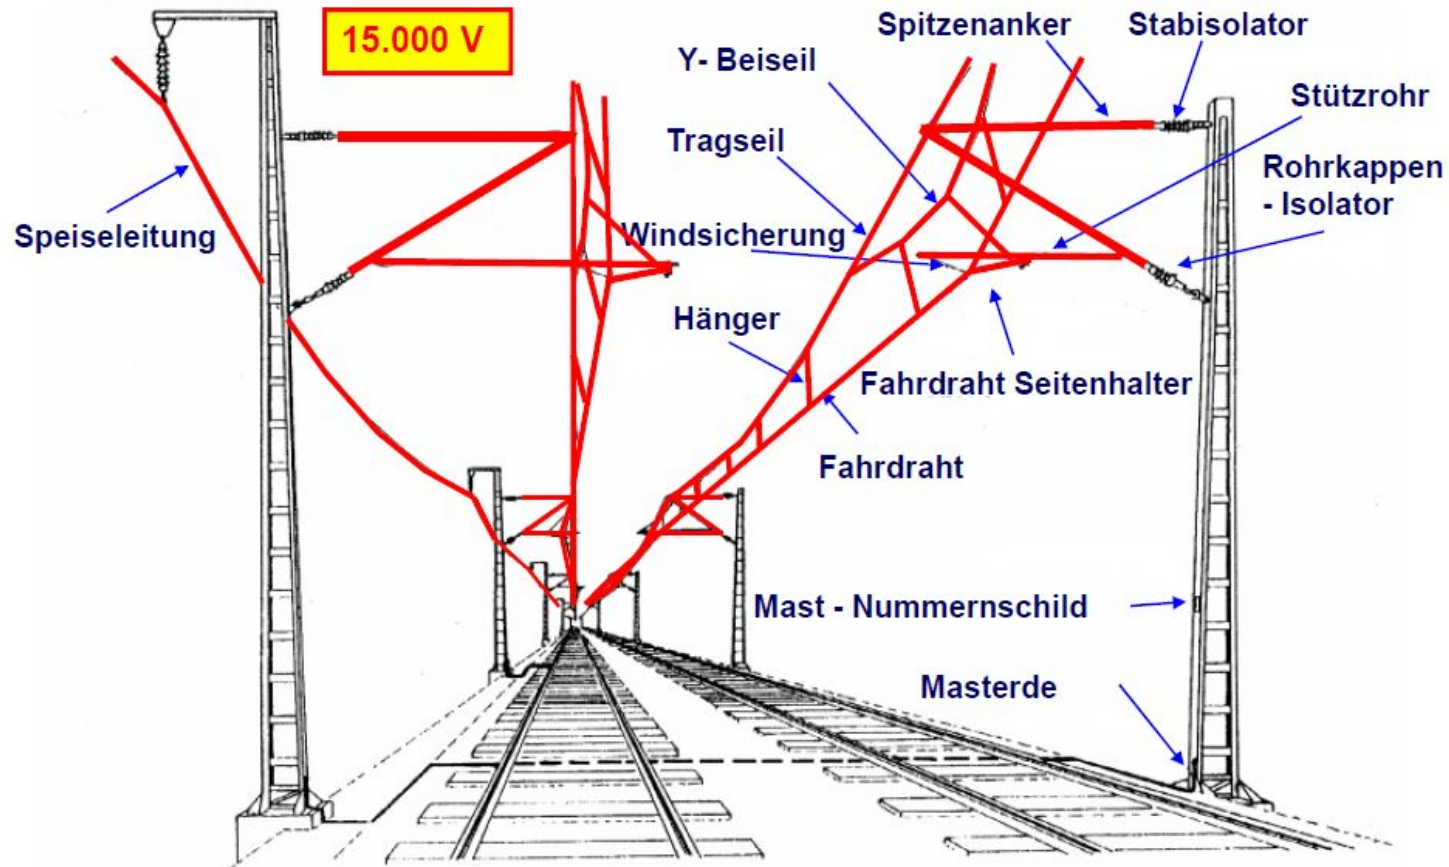 15.000 V
Spitzenanker
Stabisolator
Y- Beiseil
Stützrohr
Tragseil
Rohrkappen
- Isolator
Speiseleitung
Windsicherung
Hänger
Fahrdraht Seitenhalter
Fahrdraht
Mast - Nummernschild
Masterde